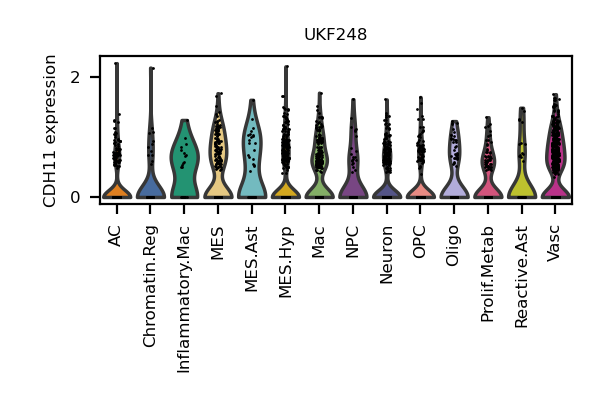 UKF248
CDH11 expression
2
0
AC
Chromatin.Reg
Inflammatory.Mac
MES
MES.Ast
MES.Hyp
Mac
NPC
Neuron
OPC
Oligo
Prolif.Metab
Reactive.Ast
Vasc